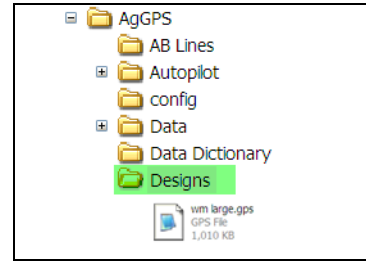 AgGPS
AB Lines
Autopilot
config
Data
Data Dictionary
Designs
wm large.gps
GPS File
1,010 KB